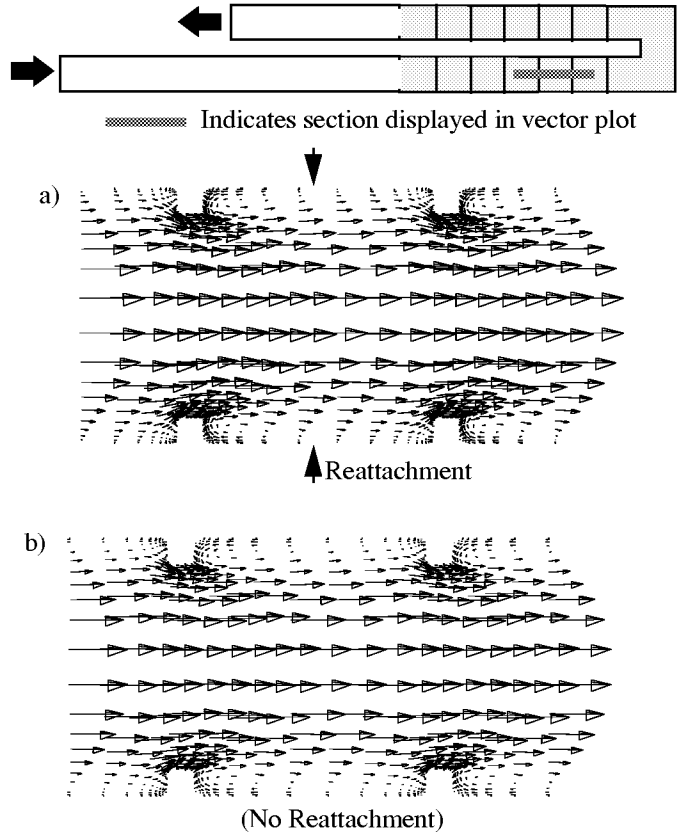 Indicates section displayed in vector plot
a)
Reattachment
b)
(No Reattachment)